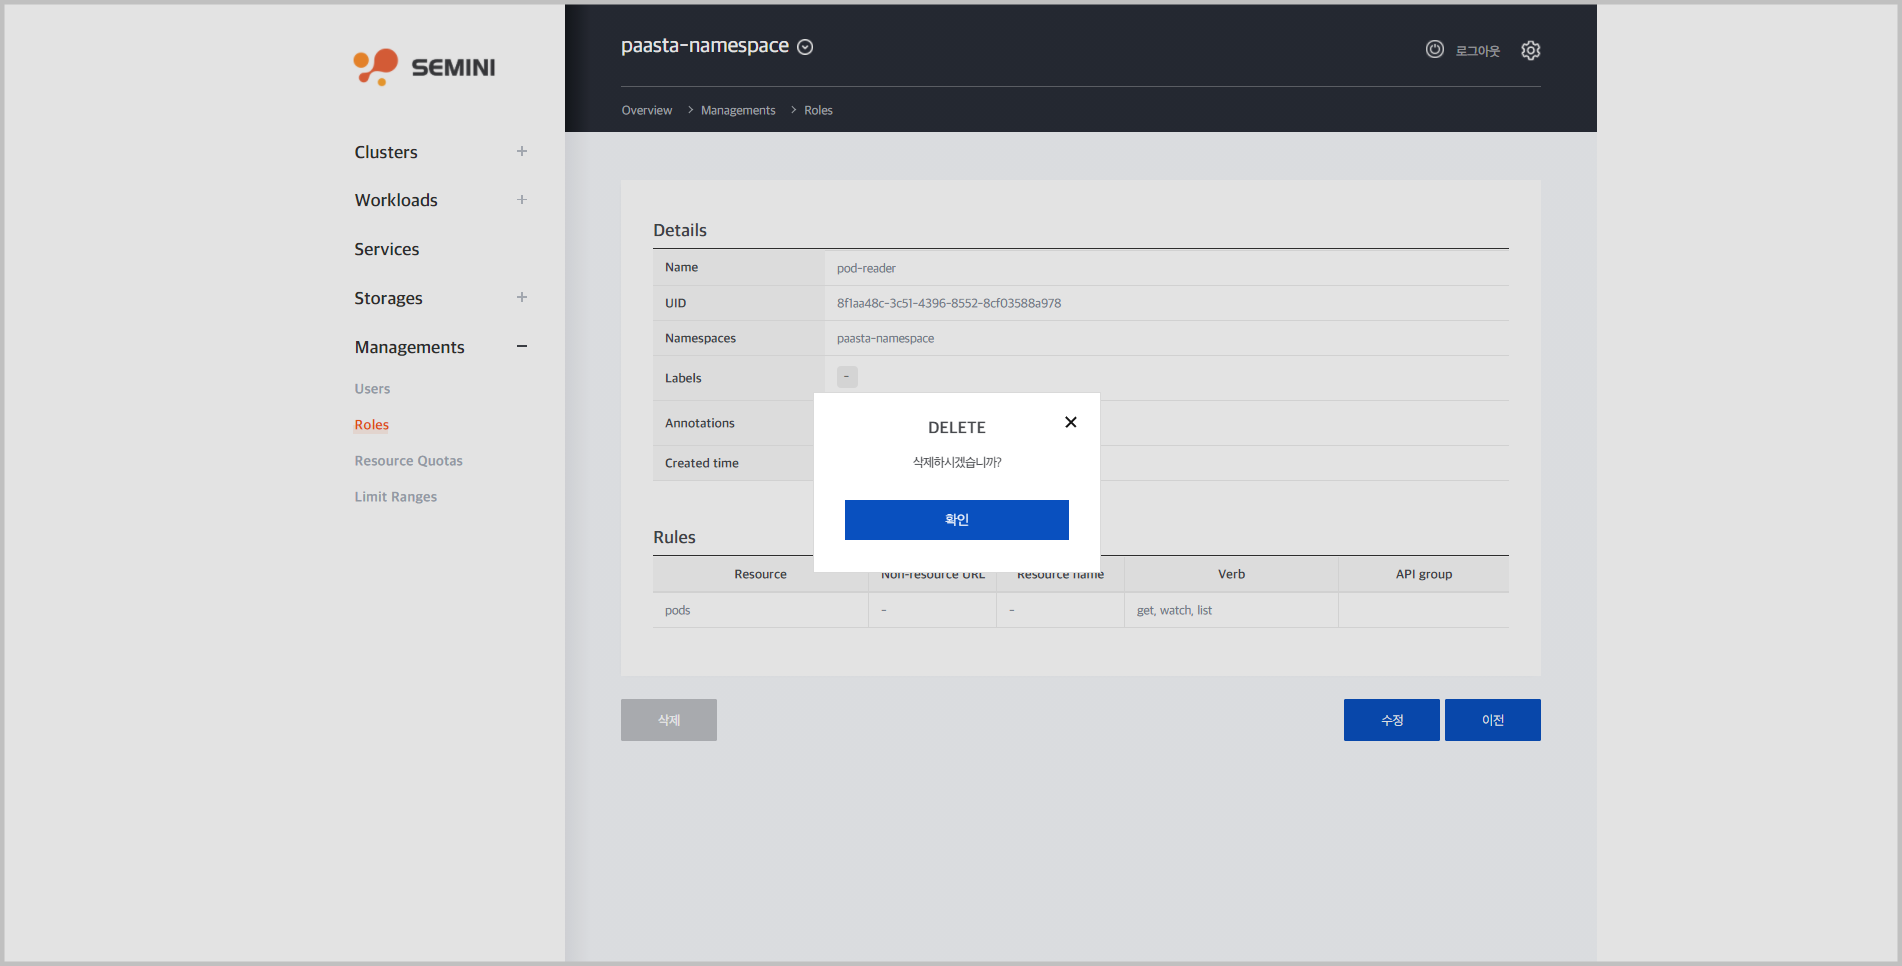 SEMINI
paasta-namespace
로그아웃
Overview > Managements > Roles
Clusters +
Workloads +
Services
Storages +
Managements −
Users
Roles
Resource Quotas
Limit Ranges
Details
Name pod-reader
UID 8f1aa48c-3c51-4396-8552-8cf03588a978
Namespaces paasta-namespace
Labels -
Annotations
Created time
DELETE
삭제하시겠습니까?
확인
Rules
Resource Non-resource URL Resource name Verb API group
pods - - get, watch, list
삭제 수정 이전